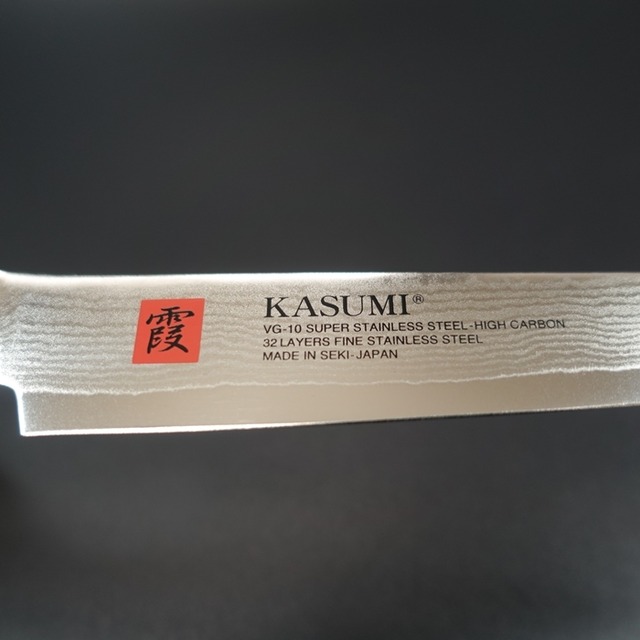 霞
KASUMI®
VG-10 SUPER STAINLESS STEEL-HIGH CARBON
32 LAYERS FINE STAINLESS STEEL
MADE IN SEKI-JAPAN